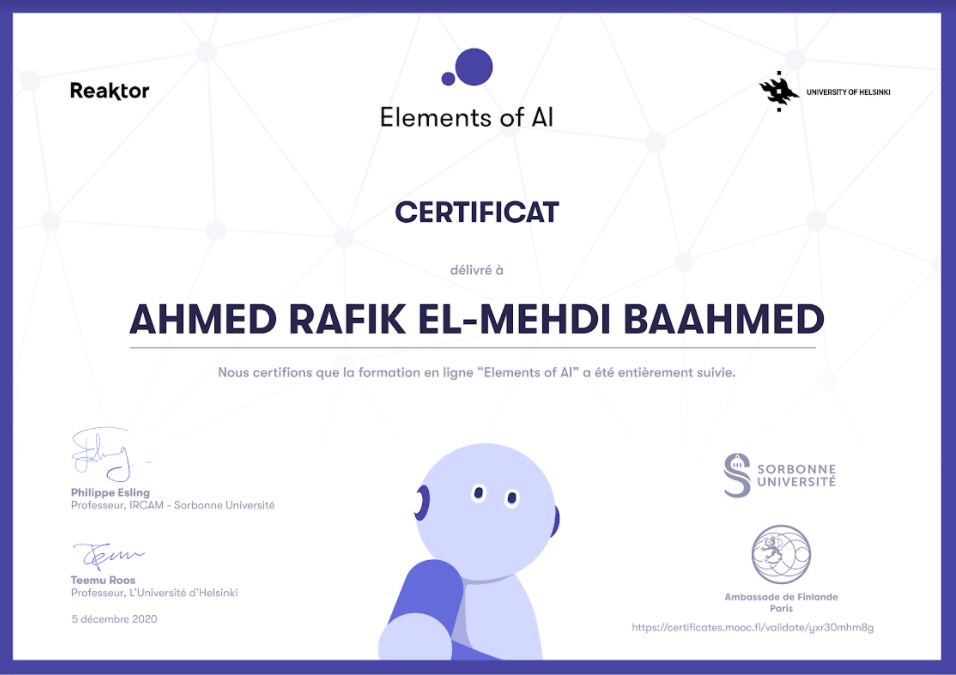 Reaktor
Elements of AI
UNIVERSITY OF HELSINKI
CERTIFICAT
délivré à
AHMED RAFIK EL-MEHDI BAAHMED
Nous certifions que la formation en ligne “Elements of AI” a été entièrement suivie.
Philippe Esling
Professeur, IRCAM - Sorbonne Université
Teemu Roos
Professeur, L'Université d'Helsinki
5 décembre 2020
SORBONNE
UNIVERSITÉ
Ambassade de Finlande
Paris
https://certificates.mooc.fi/validate/yxr30mhm8g